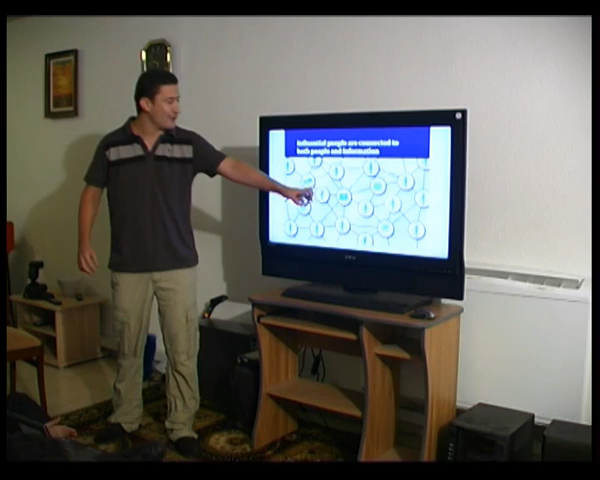 Influential people are connected to
both people and information